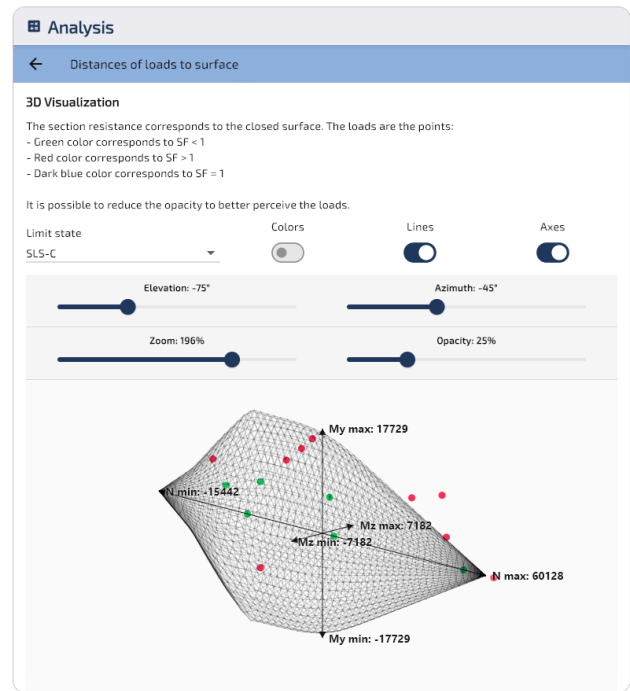 Analysis
Distances of loads to surface
3D Visualization
The section resistance corresponds to the closed surface. The loads are the points:
- Green color corresponds to SF < 1
- Red color corresponds to SF > 1
- Dark blue color corresponds to SF = 1
It is possible to reduce the opacity to better perceive the loads.
Limit state
Colors
Lines
Axes
SLS-C
Elevation: -75°
Azimuth: -45°
Zoom: 196%
Opacity: 25%
My max: 17729
N min: -15442
Mz max: 7182
Mz min: -7182
N max: 60128
My min: -17729